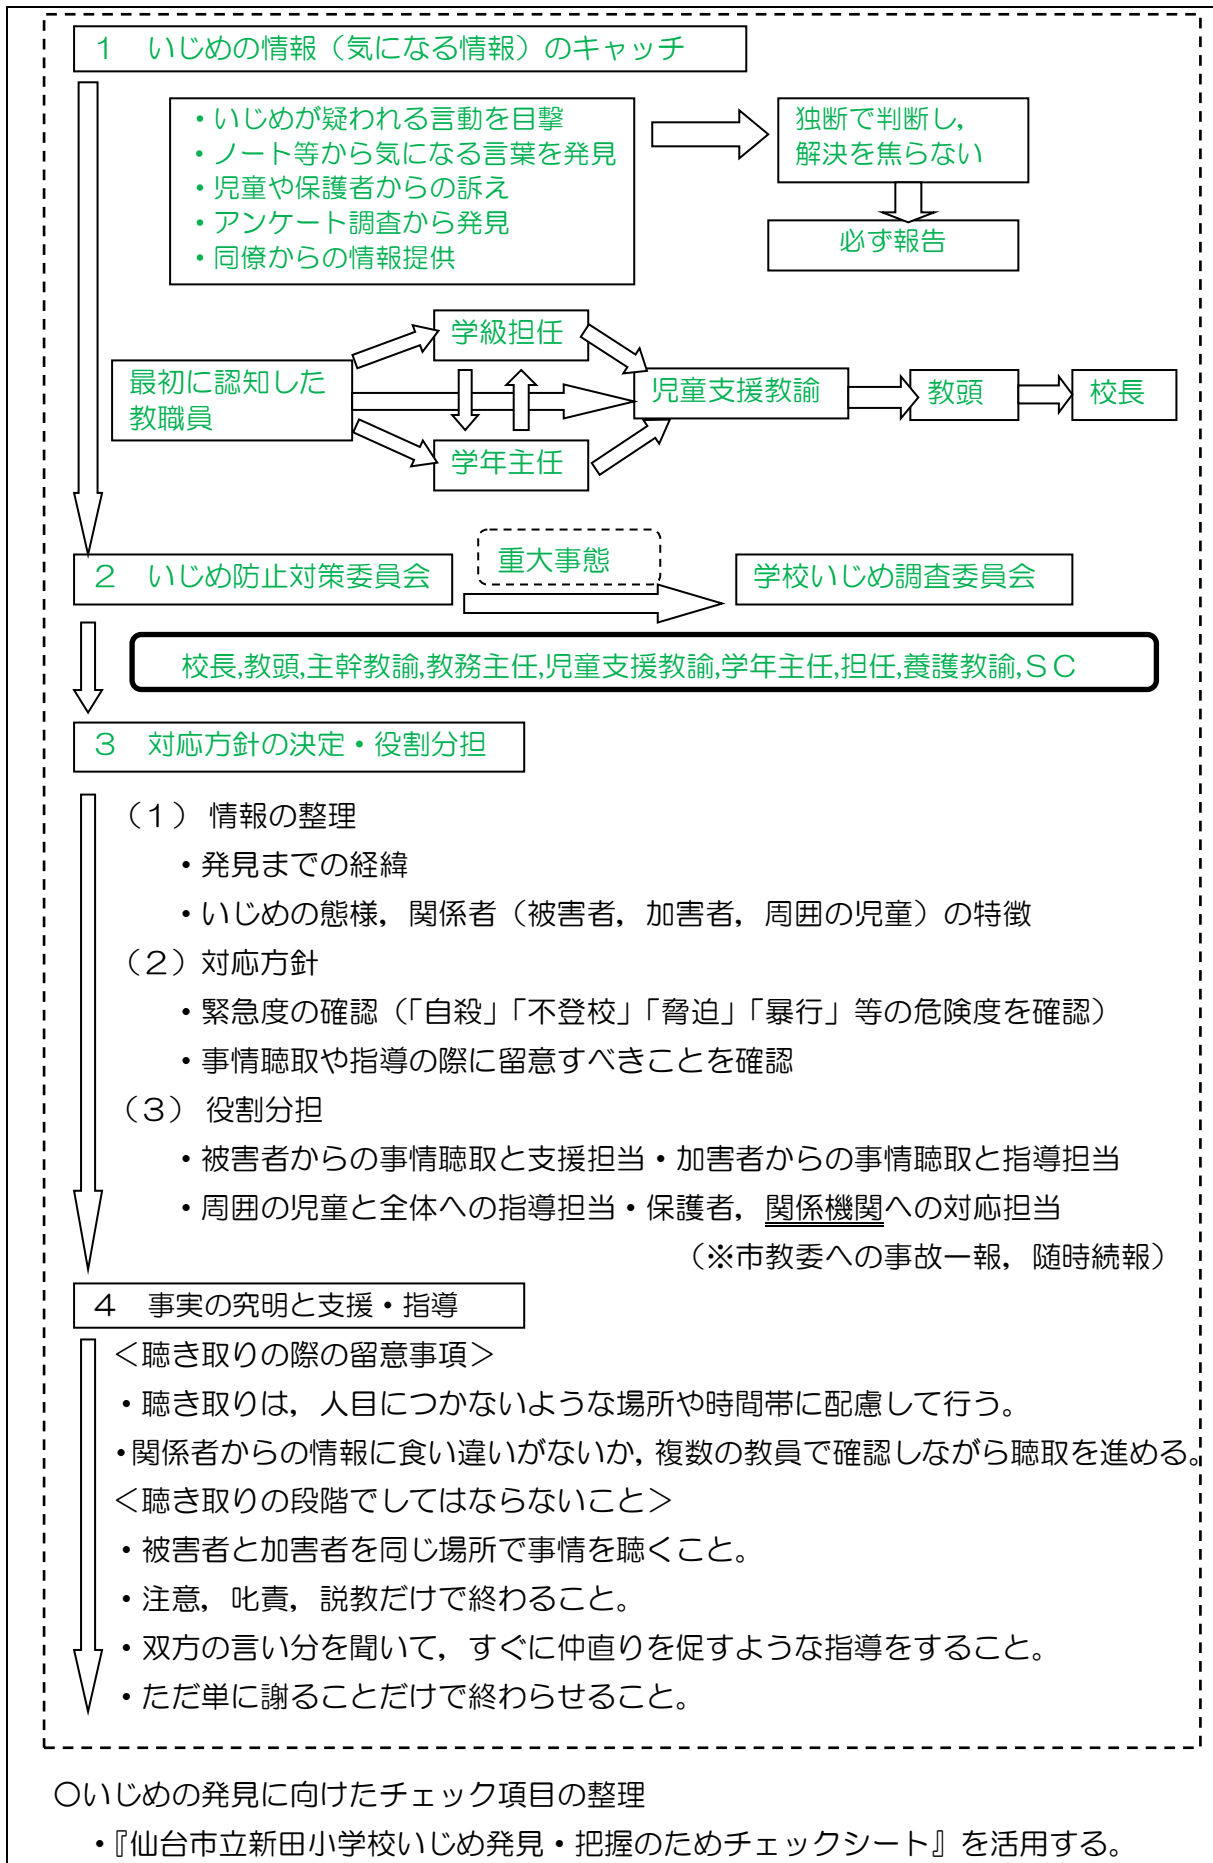 １　いじめの情報（気になる情報）のキャッチ
・いじめが疑われる言動を目撃
・ノート等から気になる言葉を発見
・児童や保護者からの訴え
・アンケート調査から発見
・同僚からの情報提供
独断で判断し，
解決を焦らない
必ず報告
学級担任
最初に認知した
教職員
児童支援教諭
教頭
校長
学年主任
２　いじめ防止対策委員会
重大事態
学校いじめ調査委員会
校長,教頭,主幹教諭,教務主任,児童支援教諭,学年主任,担任,養護教諭,ＳＣ
３　対応方針の決定・役割分担
（１） 情報の整理
・発見までの経緯
・いじめの態様，関係者（被害者，加害者，周囲の児童）の特徴
（２）対応方針
・緊急度の確認（「自殺」「不登校」「脅迫」「暴行」等の危険度を確認）
・事情聴取や指導の際に留意すべきことを確認
（３） 役割分担
・被害者からの事情聴取と支援担当・加害者からの事情聴取と指導担当
・周囲の児童と全体への指導担当・保護者，関係機関への対応担当
（※市教委への事故一報，随時続報）
４　事実の究明と支援・指導
＜聴き取りの際の留意事項＞
・聴き取りは，人目につかないような場所や時間帯に配慮して行う。
・関係者からの情報に食い違いがないか，複数の教員で確認しながら聴取を進める。
＜聴き取りの段階でしてはならないこと＞
・被害者と加害者を同じ場所で事情を聴くこと。
・注意，叱責，説教だけで終わること。
・双方の言い分を聞いて，すぐに仲直りを促すような指導をすること。
・ただ単に謝ることだけで終わらせること。
〇いじめの発見に向けたチェック項目の整理
・『仙台市立新田小学校いじめ発見・把握のためチェックシート』を活用する。